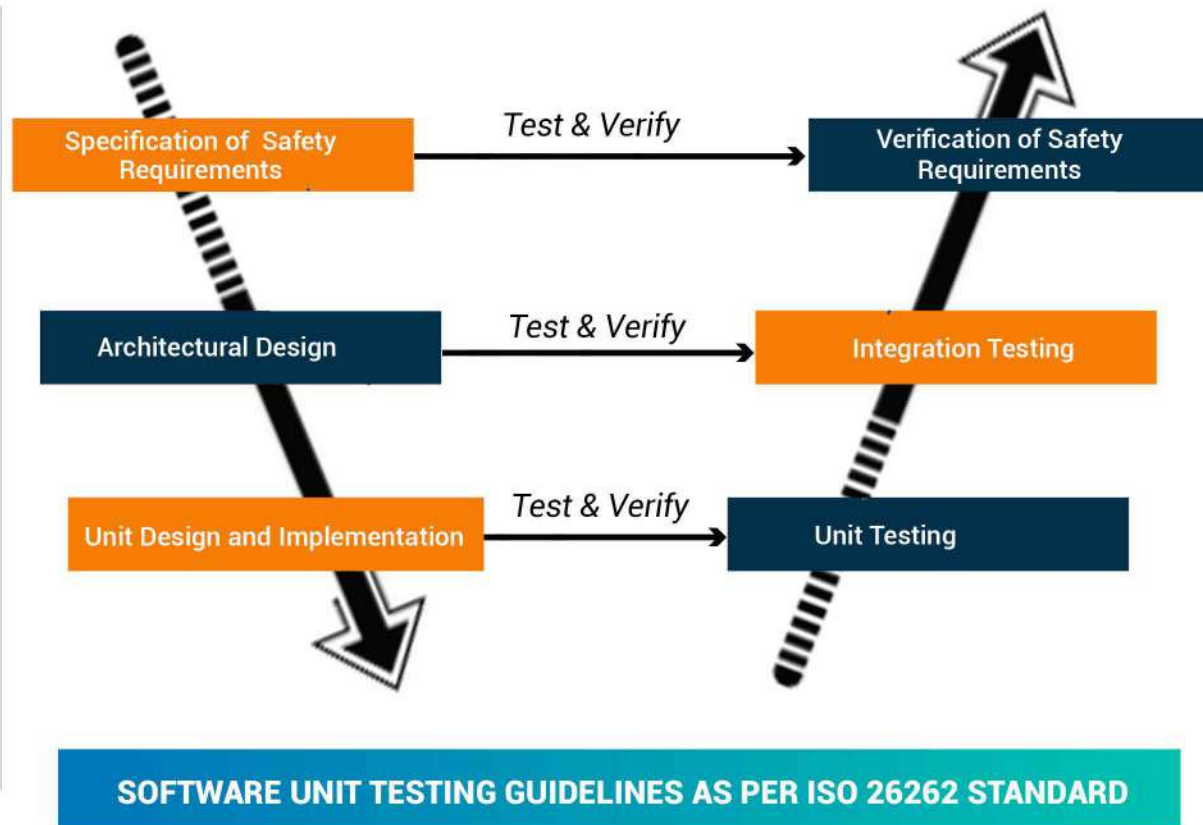 Specification of Safety
Requirements
Test & Verify
Verification of Safety
Requirements
Architectural Design
Test & Verify
Integration Testing
Unit Design and Implementation
Test & Verify
Unit Testing
SOFTWARE UNIT TESTING GUIDELINES AS PER ISO 26262 STANDARD